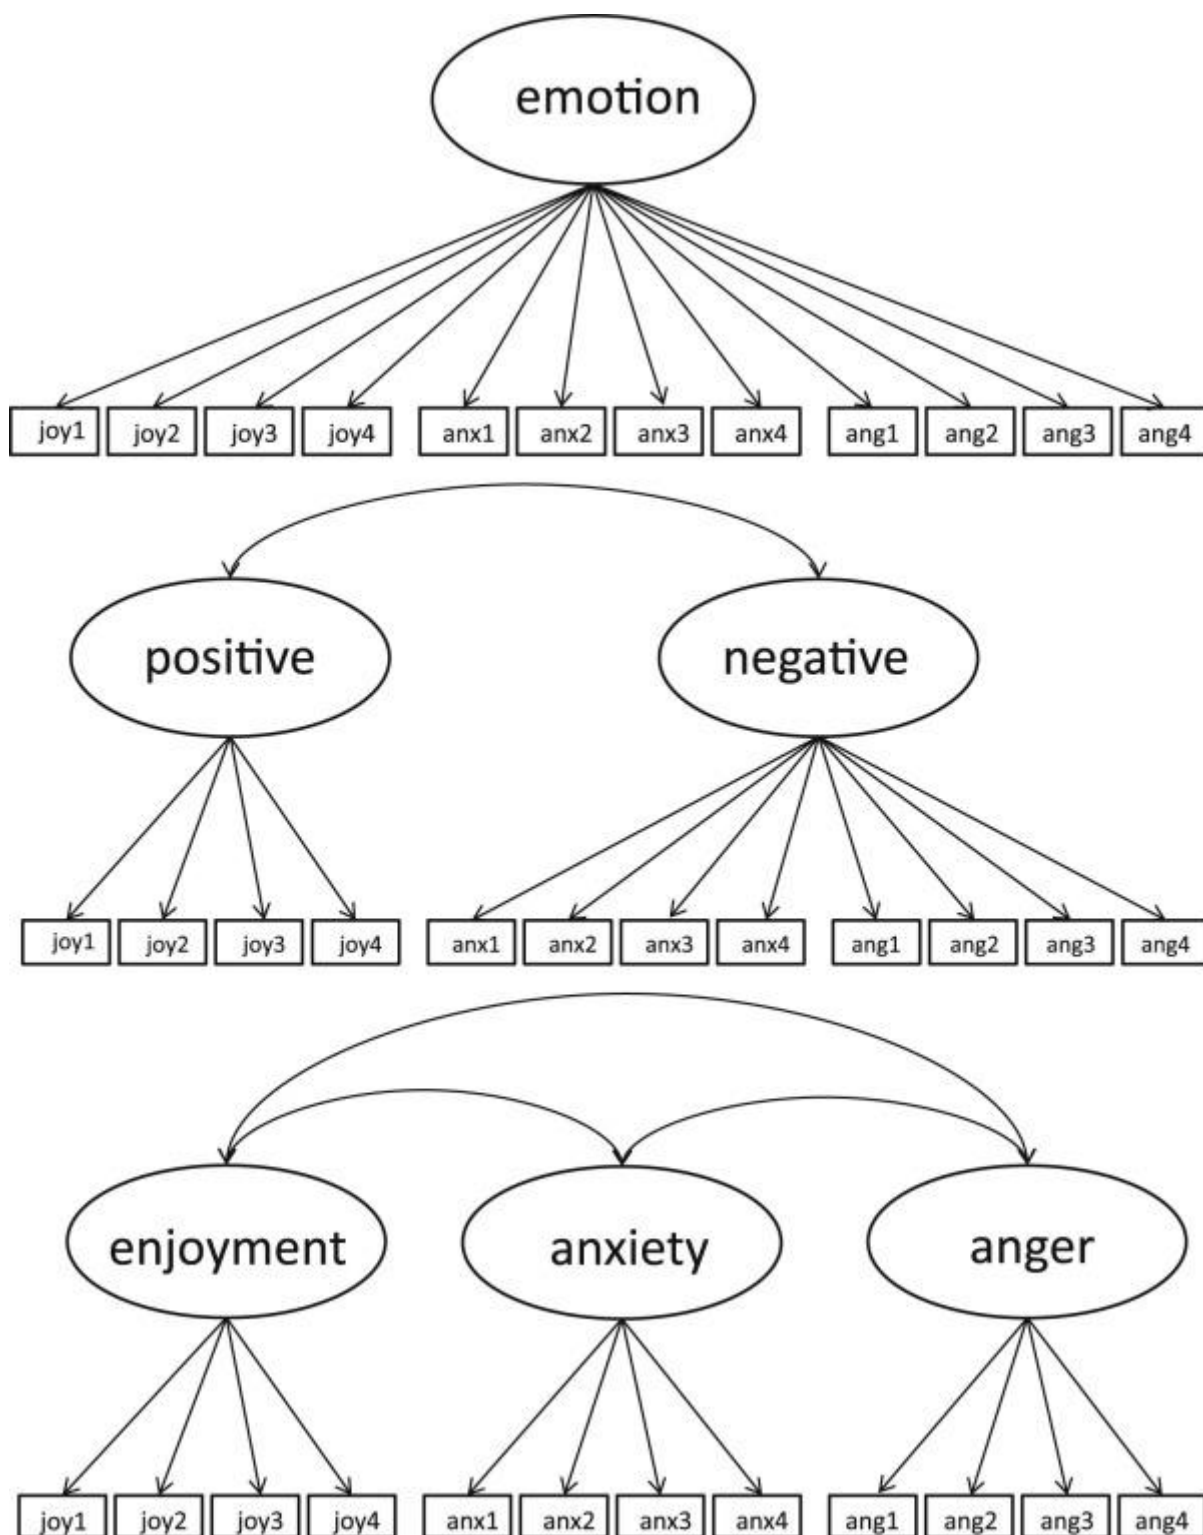 emotion
joy1 joy2 joy3 joy4 anx1 anx2 anx3 anx4 ang1 ang2 ang3 ang4
positive negative
joy1 joy2 joy3 joy4 anx1 anx2 anx3 anx4 ang1 ang2 ang3 ang4
enjoyment anxiety anger
joy1 joy2 joy3 joy4 anx1 anx2 anx3 anx4 ang1 ang2 ang3 ang4